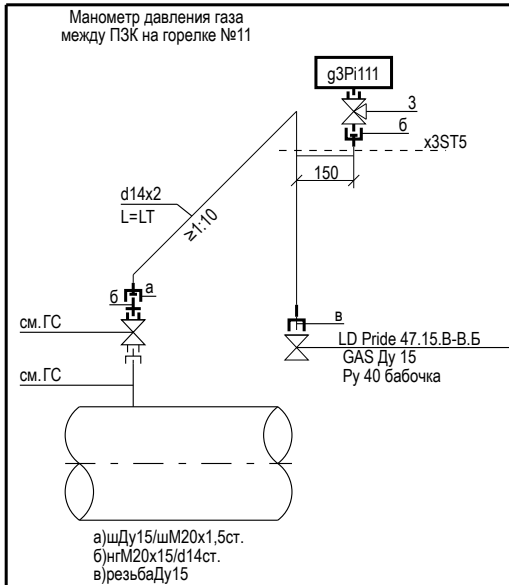 Манометр давления газа
между ПЗК на горелке №11
g3Pi111
3
б
x3ST5
150
d14x2
L=LT
≥1:10
а
б
в
см.ГС
LD Pride 47.15.В-В.Б
GAS Ду 15
Ру 40 бабочка
см.ГС
а)шДу15/шМ20х1,5ст.
б)нгМ20х15/d14ст.
в)резьбаДу15